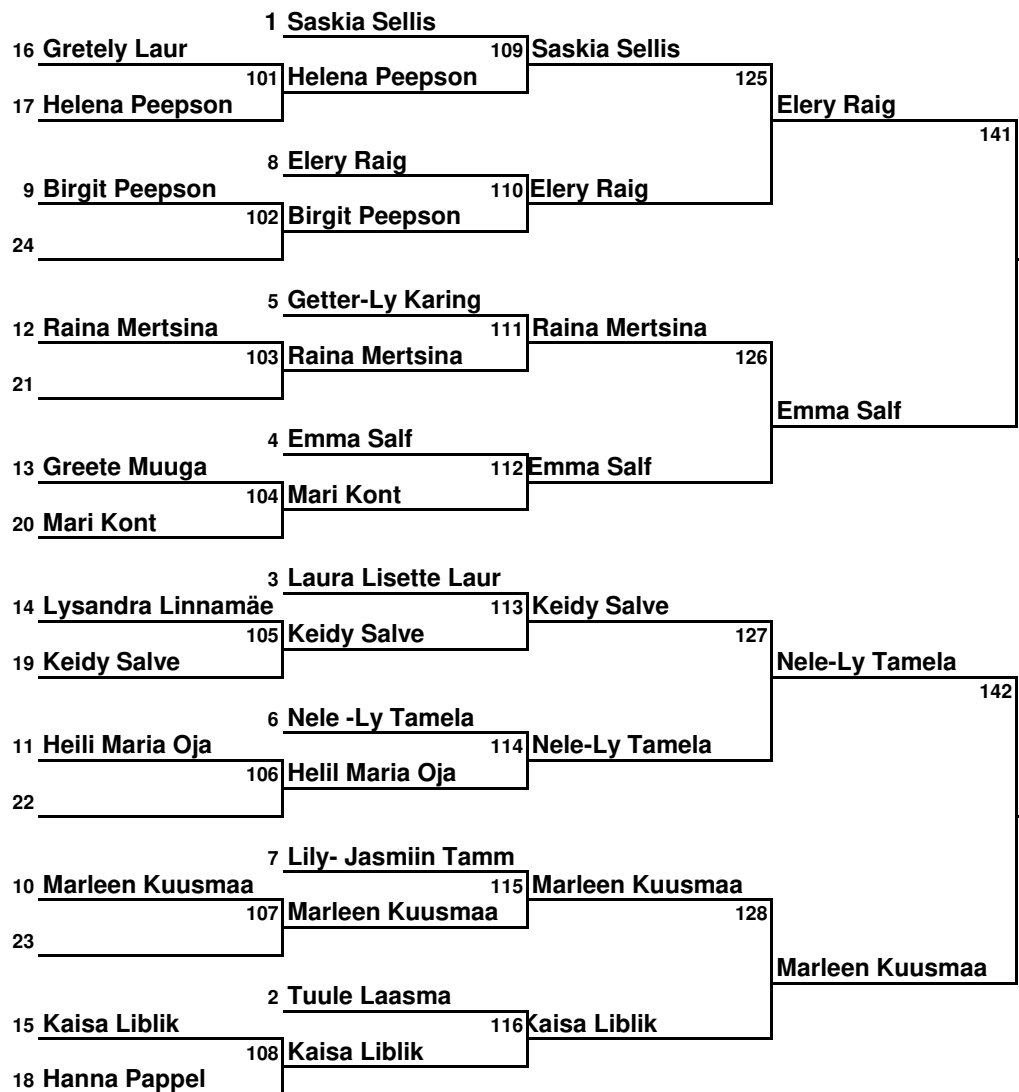 1 Saskia Sellis
16 Gretely Laur
109 Saskia Sellis
101 Helena Peepson
125
17 Helena Peepson
Elery Raig
141
8 Elery Raig
9 Birgit Peepson
110 Elery Raig
102 Birgit Peepson
24
5 Getter-Ly Karing
12 Raina Mertsina
111 Raina Mertsina
103 Raina Mertsina
126
21
Emma Salf
4 Emma Salf
13 Greete Muuga
112 Emma Salf
104 Mari Kont
20 Mari Kont
3 Laura Lisette Laur
14 Lysandra Linnamäe
113 Keidy Salve
105 Keidy Salve
127
19 Keidy Salve
Nele-Ly Tamela
142
6 Nele -Ly Tamela
11 Heili Maria Oja
114 Nele-Ly Tamela
106 Helil Maria Oja
22
7 Lily- Jasmiin Tamm
10 Marleen Kuusmaa
115 Marleen Kuusmaa
107 Marleen Kuusmaa
128
23
Marleen Kuusmaa
2 Tuule Laasma
15 Kaisa Liblik
116 Kaisa Liblik
108 Kaisa Liblik
18 Hanna Pappel